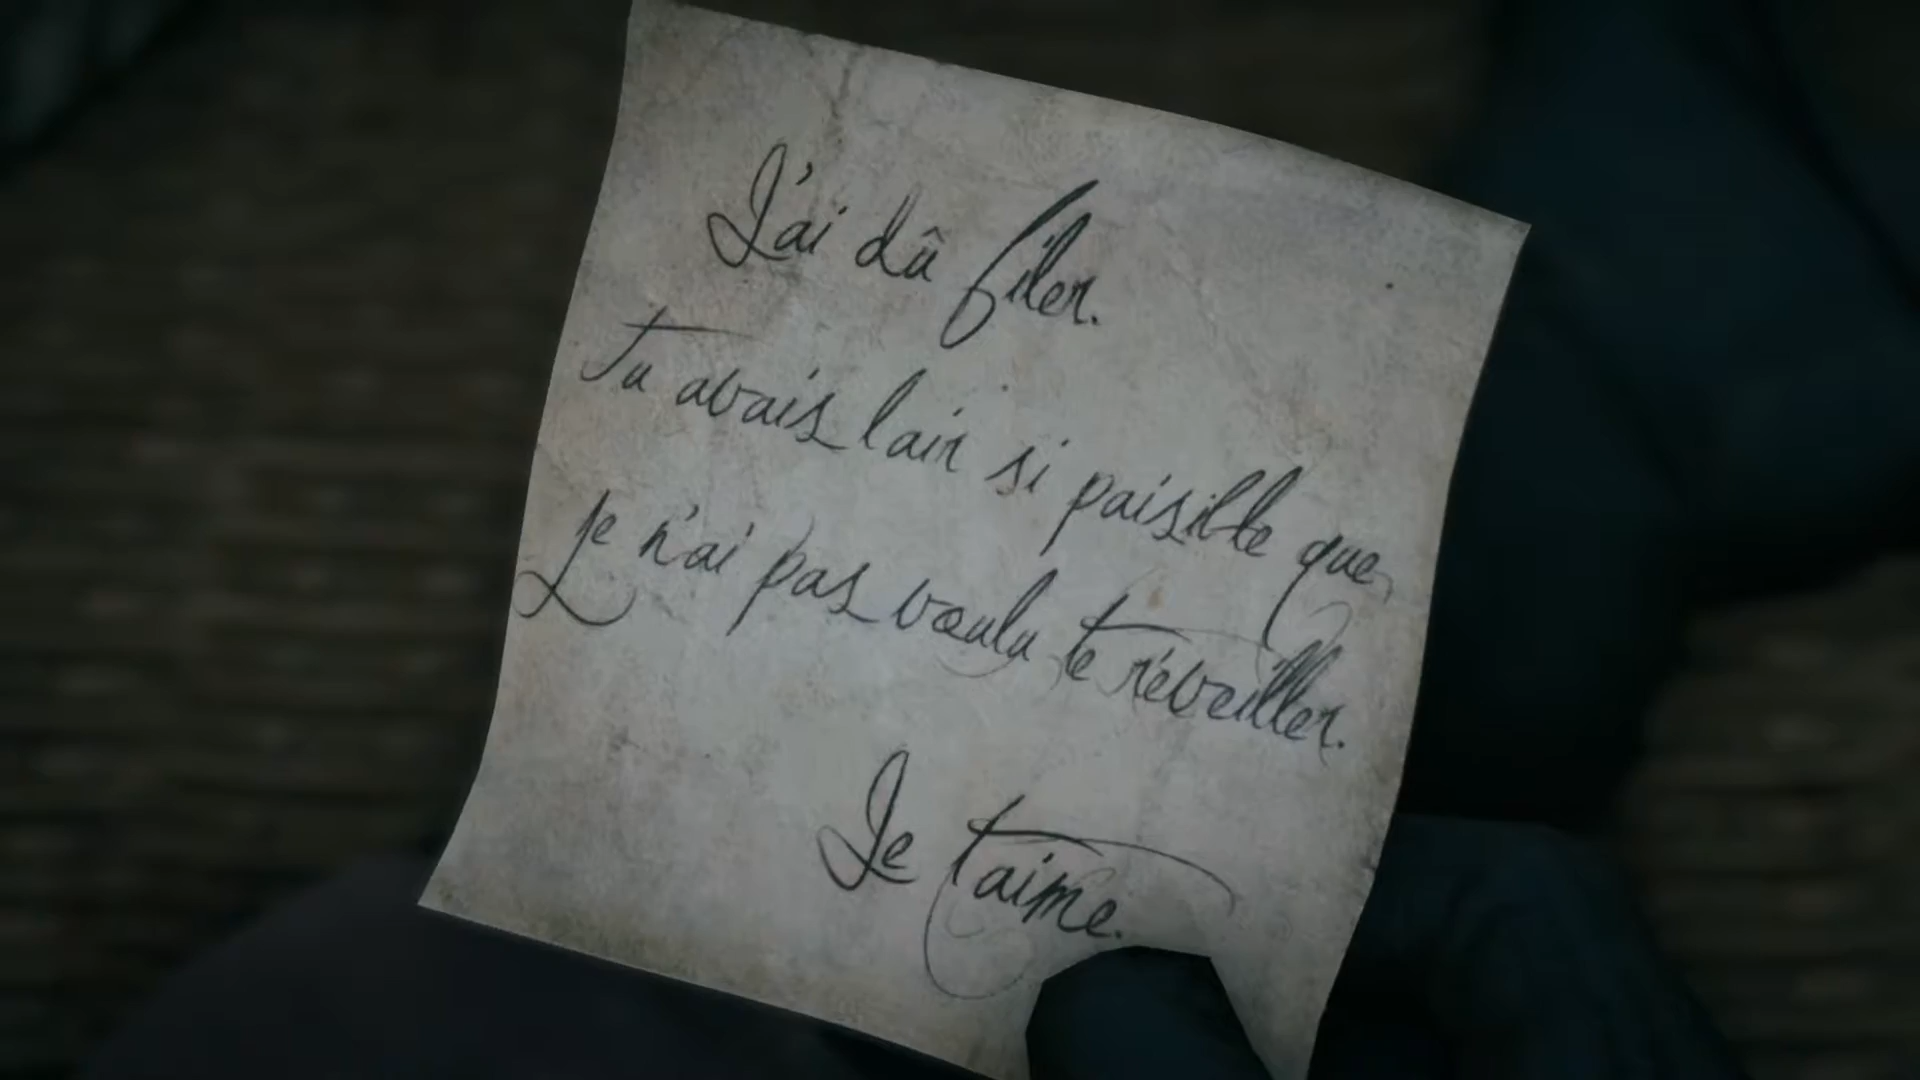 J'ai dû filer.
Tu avais lair si paisible que
je n'ai pas voulu te réveiller.
Je t'aime.